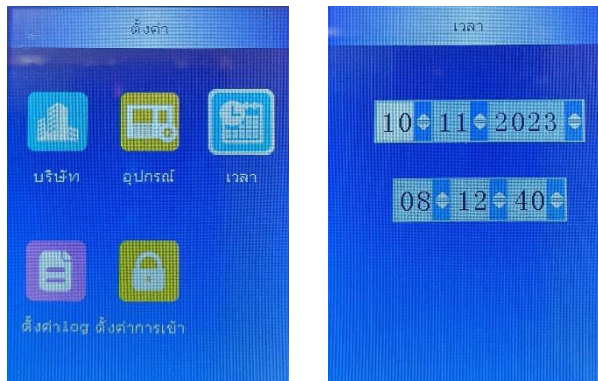 ตั้งค่า
บริษัท อุปกรณ์ เวลา
ตั้งค่าlog ตั้งค่าการเข้า
เวลา
10 11 2023
08 12 40